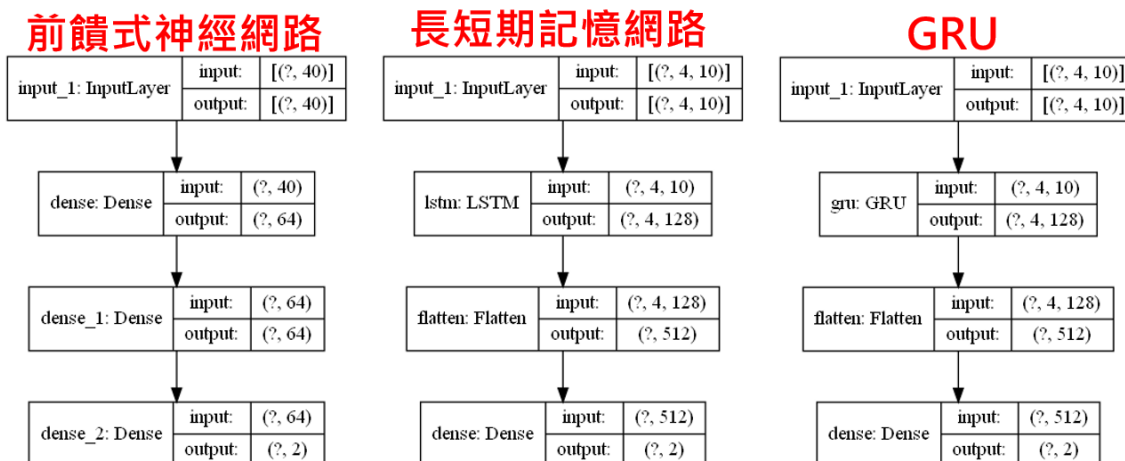 前饋式神經網路
input_1: InputLayer
input: [(?, 40)]
output: [(?, 40)]
dense: Dense
input: (?, 40)
output: (?, 64)
dense_1: Dense
input: (?, 64)
output: (?, 64)
dense_2: Dense
input: (?, 64)
output: (?, 2)
長短期記憶網路
input_1: InputLayer
input: [(?, 4, 10)]
output: [(?, 4, 10)]
lstm: LSTM
input: (?, 4, 10)
output: (?, 4, 128)
flatten: Flatten
input: (?, 4, 128)
output: (?, 512)
dense: Dense
input: (?, 512)
output: (?, 2)
GRU
input_1: InputLayer
input: [(?, 4, 10)]
output: [(?, 4, 10)]
gru: GRU
input: (?, 4, 10)
output: (?, 4, 128)
flatten: Flatten
input: (?, 4, 128)
output: (?, 512)
dense: Dense
input: (?, 512)
output: (?, 2)